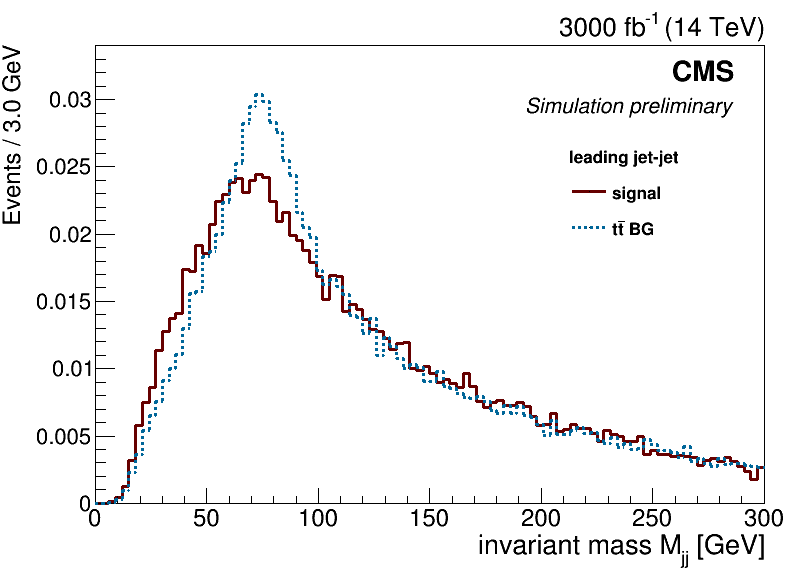 3000 fb⁻¹ (14 TeV)
CMS
Simulation preliminary
leading jet-jet
signal
tt̄ BG
Events / 3.0 GeV
0.03
0.025
0.02
0.015
0.01
0.005
0
0 50 100 150 200 250 300
invariant mass Mjj [GeV]